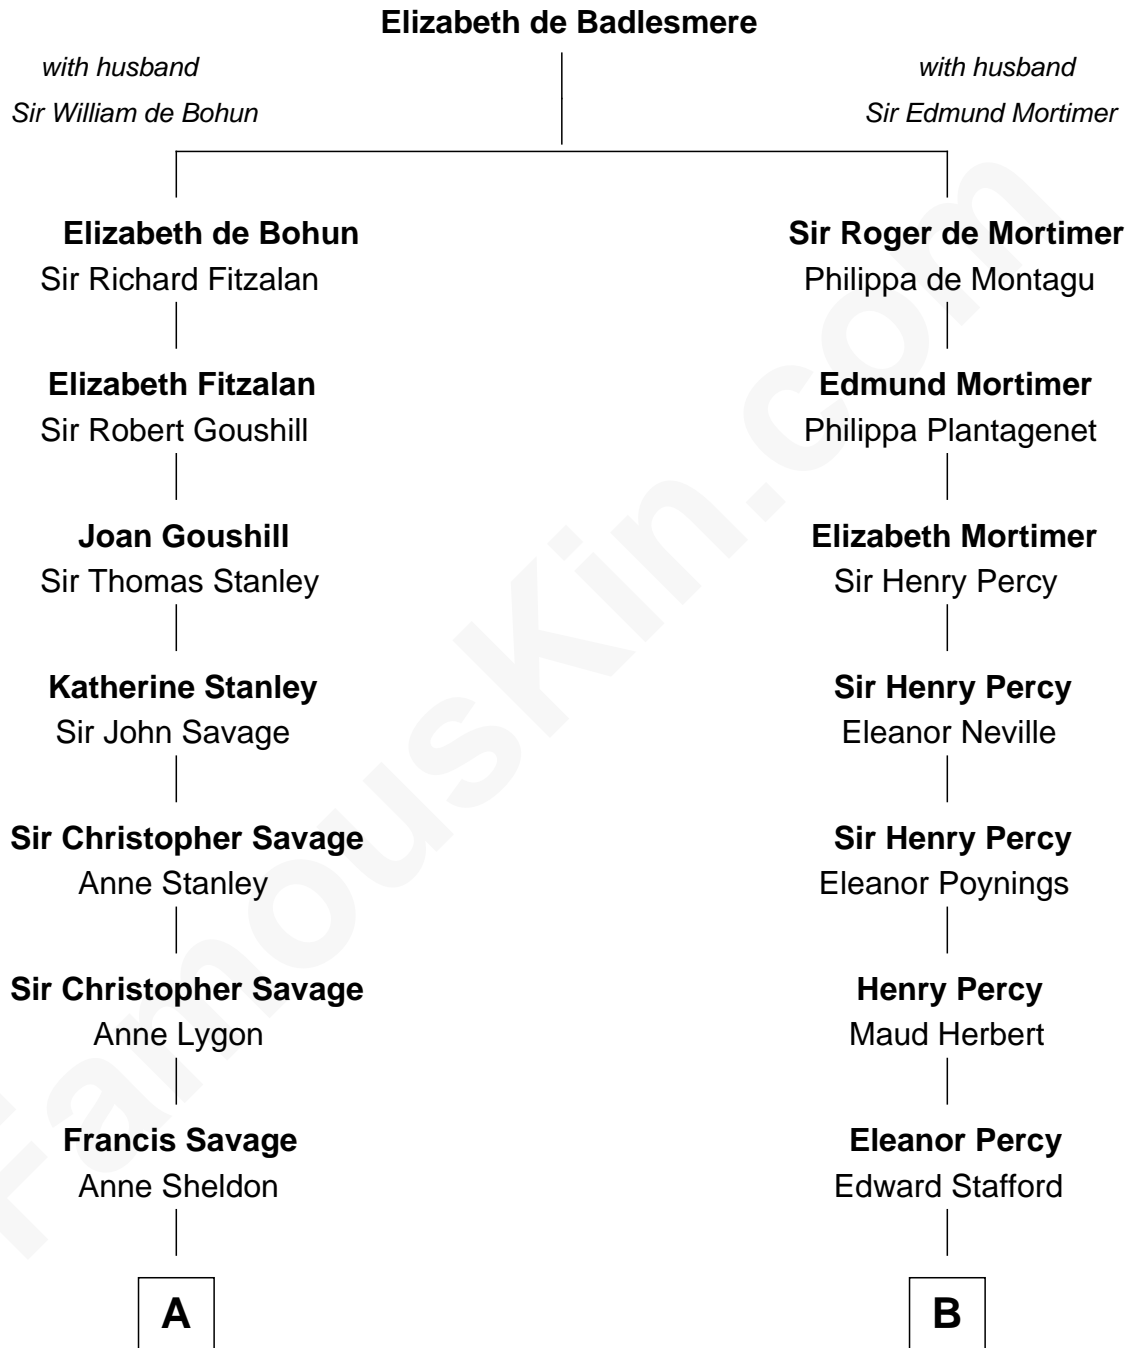 Elizabeth de Badlesmere
with husband
Sir William de Bohun
with husband
Sir Edmund Mortimer
Elizabeth de Bohun
Sir Richard Fitzalan
Sir Roger de Mortimer
Philippa de Montagu
Elizabeth Fitzalan
Sir Robert Goushill
Edmund Mortimer
Philippa Plantagenet
Joan Goushill
Sir Thomas Stanley
Elizabeth Mortimer
Sir Henry Percy
Katherine Stanley
Sir John Savage
Sir Henry Percy
Eleanor Neville
Sir Christopher Savage
Anne Stanley
Sir Henry Percy
Eleanor Poynings
Sir Christopher Savage
Anne Lygon
Henry Percy
Maud Herbert
Francis Savage
Anne Sheldon
Eleanor Percy
Edward Stafford
A
B
FamousKin.com